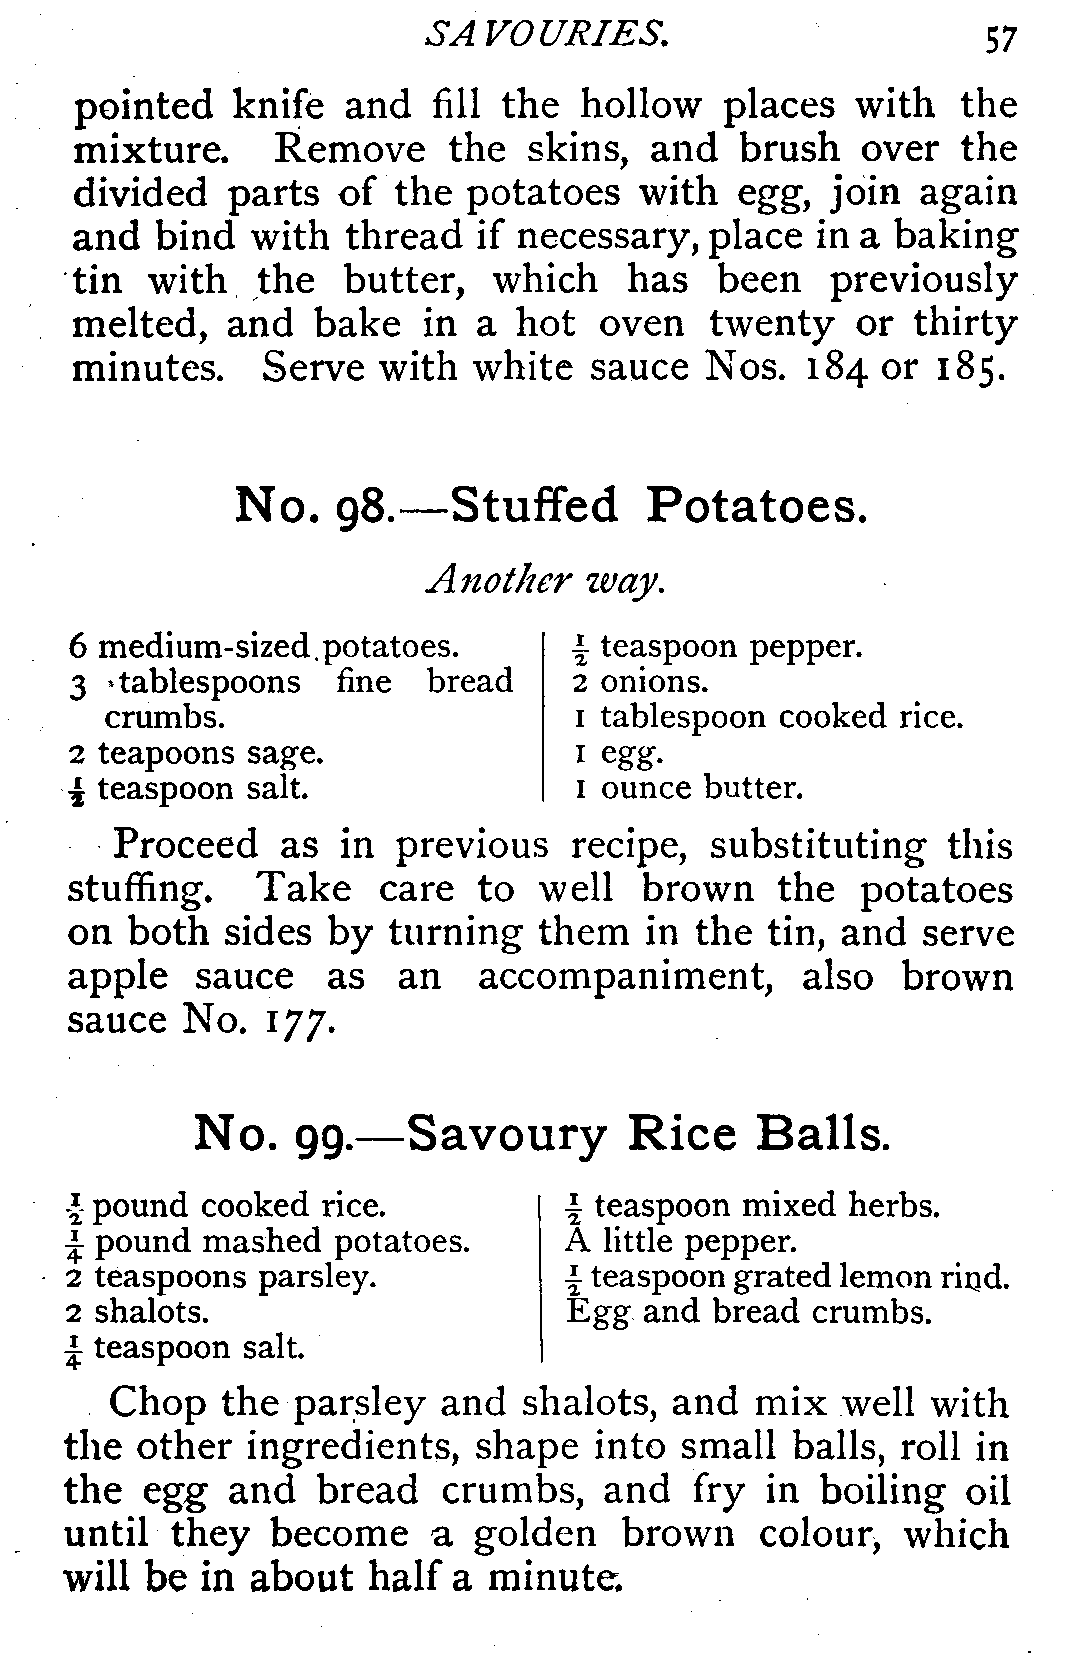 SAVOURIES. 57
pointed knife and fill the hollow places with the
mixture. Remove the skins, and brush over the
divided parts of the potatoes with egg, join again
and bind with thread if necessary, place in a baking
tin with the butter, which has been previously
melted, and bake in a hot oven twenty or thirty
minutes. Serve with white sauce Nos. 184 or 185.
No. 98.—Stuffed Potatoes.
Another way.
6 medium-sized potatoes.
3 tablespoons fine bread
crumbs.
2 teapoons sage.
½ teaspoon salt.
½ teaspoon pepper.
2 onions.
1 tablespoon cooked rice.
1 egg.
1 ounce butter.
Proceed as in previous recipe, substituting this
stuffing. Take care to well brown the potatoes
on both sides by turning them in the tin, and serve
apple sauce as an accompaniment, also brown
sauce No. 177.
No. 99.—Savoury Rice Balls.
½ pound cooked rice.
¼ pound mashed potatoes.
2 teaspoons parsley.
2 shalots.
¼ teaspoon salt.
½ teaspoon mixed herbs.
A little pepper.
½ teaspoon grated lemon rind.
Egg and bread crumbs.
Chop the parsley and shalots, and mix well with
the other ingredients, shape into small balls, roll in
the egg and bread crumbs, and fry in boiling oil
until they become a golden brown colour, which
will be in about half a minute.